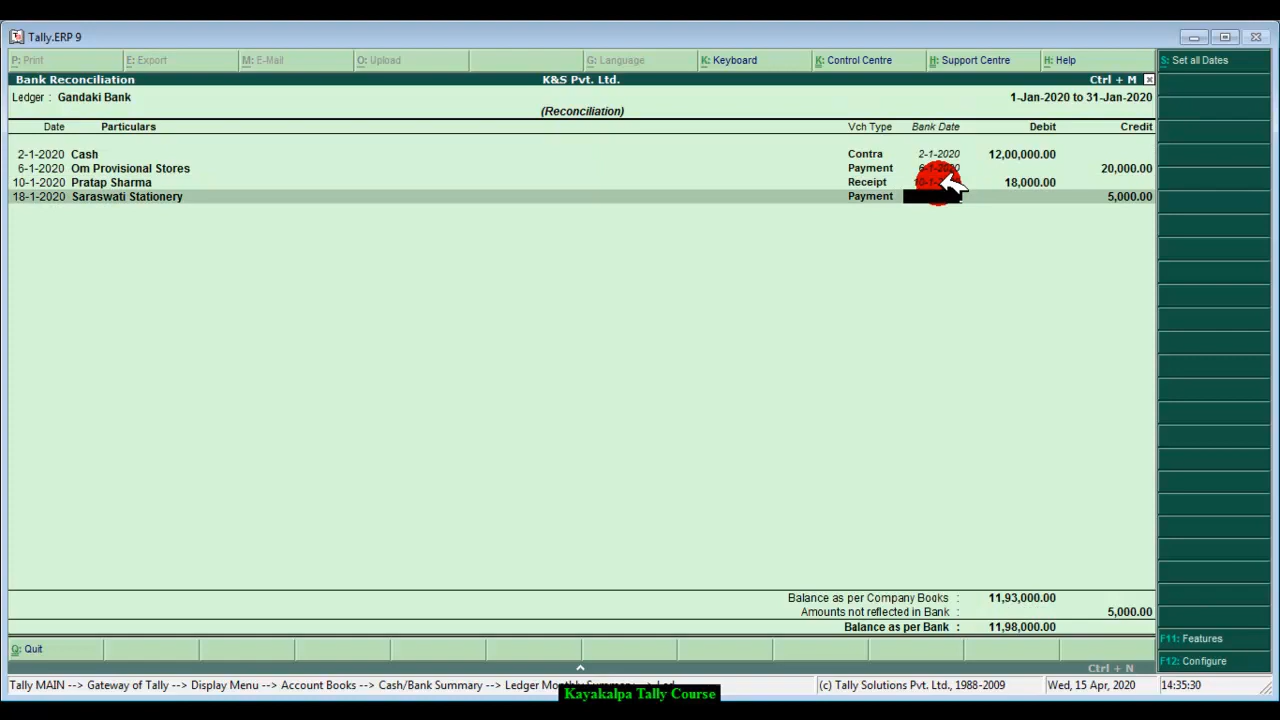 Tally.ERP 9
P: Print E: Export M: E-Mail O: Upload G: Language K: Keyboard K: Control Centre H: Support Centre H: Help S: Set all Dates
Bank Reconciliation K&S Pvt. Ltd. Ctrl + M
Ledger : Gandaki Bank 1-Jan-2020 to 31-Jan-2020
(Reconciliation)
Date Particulars Vch Type Bank Date Debit Credit
2-1-2020 Cash Contra 2-1-2020 12,00,000.00
6-1-2020 Om Provisional Stores Payment 6-1-2020 20,000.00
10-1-2020 Pratap Sharma Receipt 18,000.00
18-1-2020 Saraswati Stationery Payment 5,000.00
Balance as per Company Books : 11,93,000.00
Amounts not reflected in Bank : 5,000.00
Balance as per Bank : 11,98,000.00
F11: Features
Q: Quit
F12: Configure
Ctrl + N
Tally MAIN --> Gateway of Tally --> Display Menu --> Account Books --> Cash/Bank Summary --> Ledger Monthly (c) Tally Solutions Pvt. Ltd., 1988-2009 Wed, 15 Apr, 2020 14:35:30
Kayakalpa Tally Course